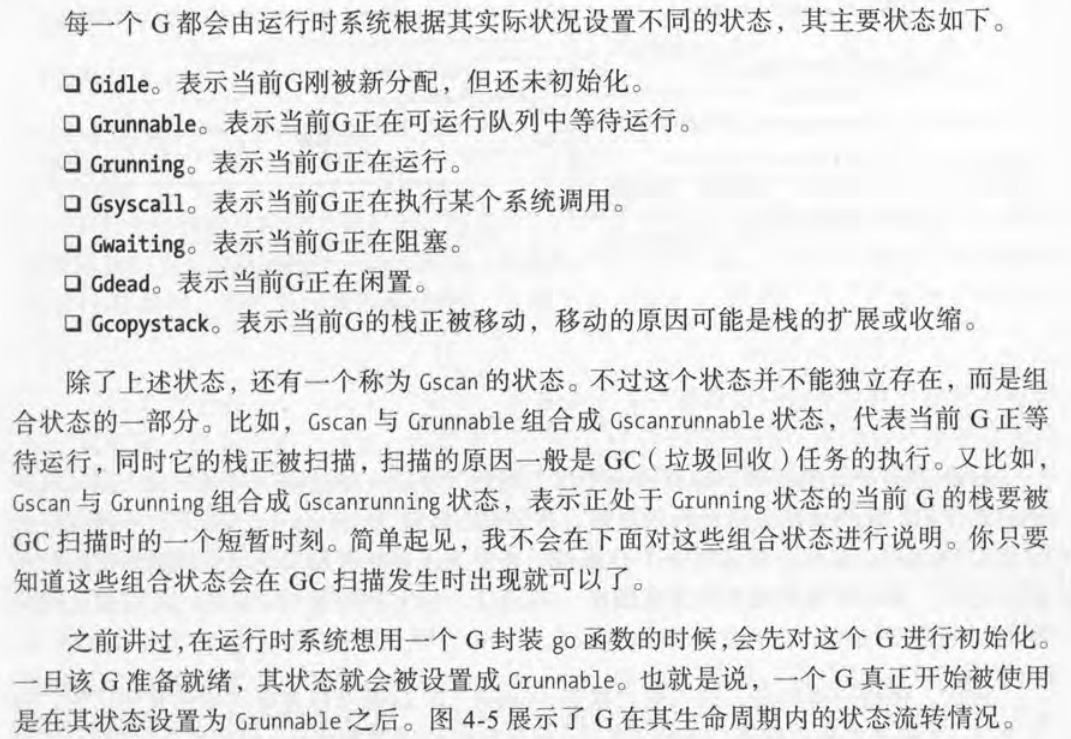 每一个 G 都会由运行时系统根据其实际状况设置不同的状态，其主要状态如下。
❑ Gidle。表示当前G刚被新分配，但还未初始化。
❑ Grunnable。表示当前G正在可运行队列中等待运行。
❑ Grunning。表示当前G正在运行。
❑ Gsyscall。表示当前G正在执行某个系统调用。
❑ Gwaiting。表示当前G正在阻塞。
❑ Gdead。表示当前G正在闲置。
❑ Gcopystack。表示当前G的栈正被移动，移动的原因可能是栈的扩展或收缩。
除了上述状态，还有一个称为 Gscan 的状态。不过这个状态并不能独立存在，而是组
合状态的一部分。比如，Gscan 与 Grunnable 组合成 Gscanrunnable 状态，代表当前 G 正等
待运行，同时它的栈正被扫描，扫描的原因一般是 GC（垃圾回收）任务的执行。又比如，
Gscan 与 Grunning 组合成 Gscanrunning 状态，表示正处于 Grunning 状态的当前 G 的栈要被
GC 扫描时的一个短暂时刻。简单起见，我不会在下面对这些组合状态进行说明。你只要
知道这些组合状态会在 GC 扫描发生时出现就可以了。
之前讲过，在运行时系统想用一个 G 封装 go 函数的时候，会先对这个 G 进行初始化。
一旦该 G 准备就绪，其状态就会被设置成 Grunnable。也就是说，一个 G 真正开始被使用
是在其状态设置为 Grunnable 之后。图 4-5 展示了 G 在其生命周期内的状态流转情况。